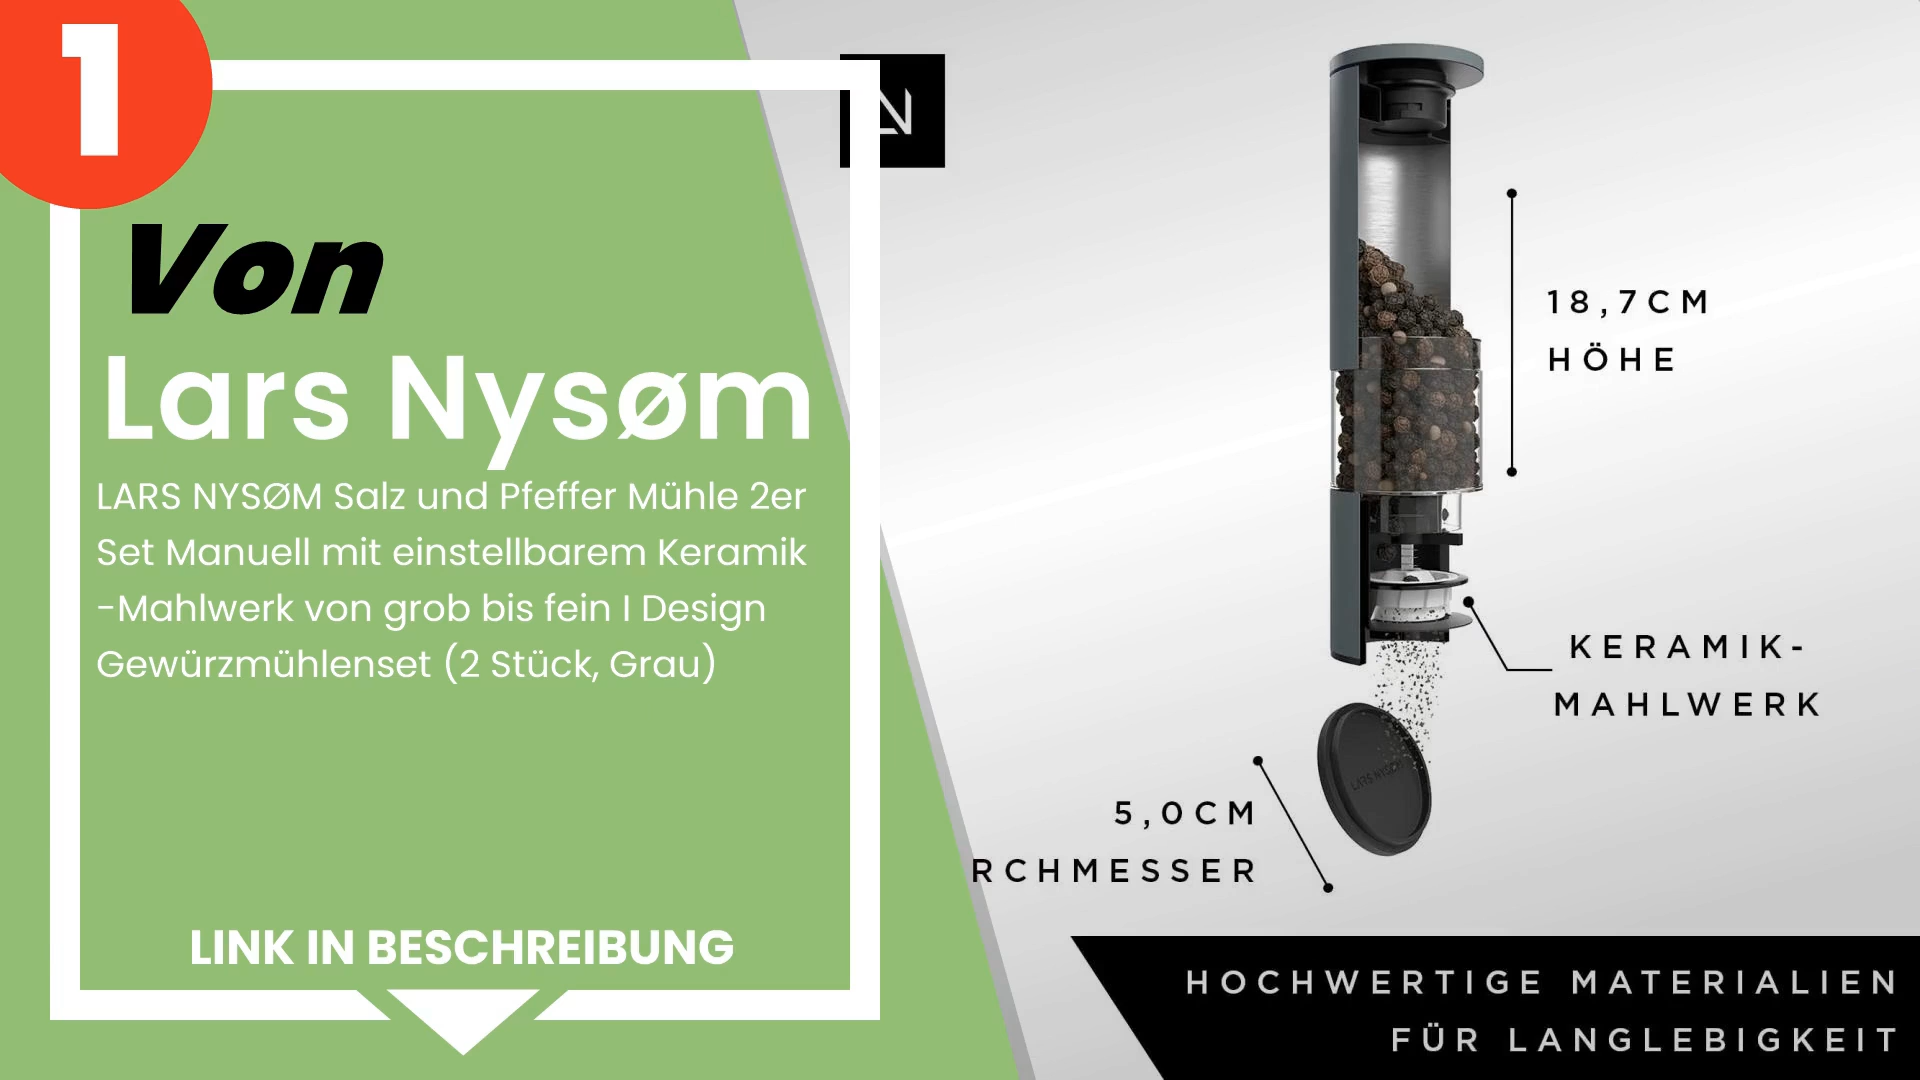 1
Von
Lars Nysøm
LARS NYSØM Salz und Pfeffer Mühle 2er
Set Manuell mit einstellbarem Keramik
-Mahlwerk von grob bis fein I Design
Gewürzmühlenset (2 Stück, Grau)
LINK IN BESCHREIBUNG
18,7CM
HÖHE
KERAMIK-
MAHLWERK
LARS NYSØM
5,0CM
RCHMESSER
HOCHWERTIGE MATERIALIEN
FÜR LANGLEBIGKEIT